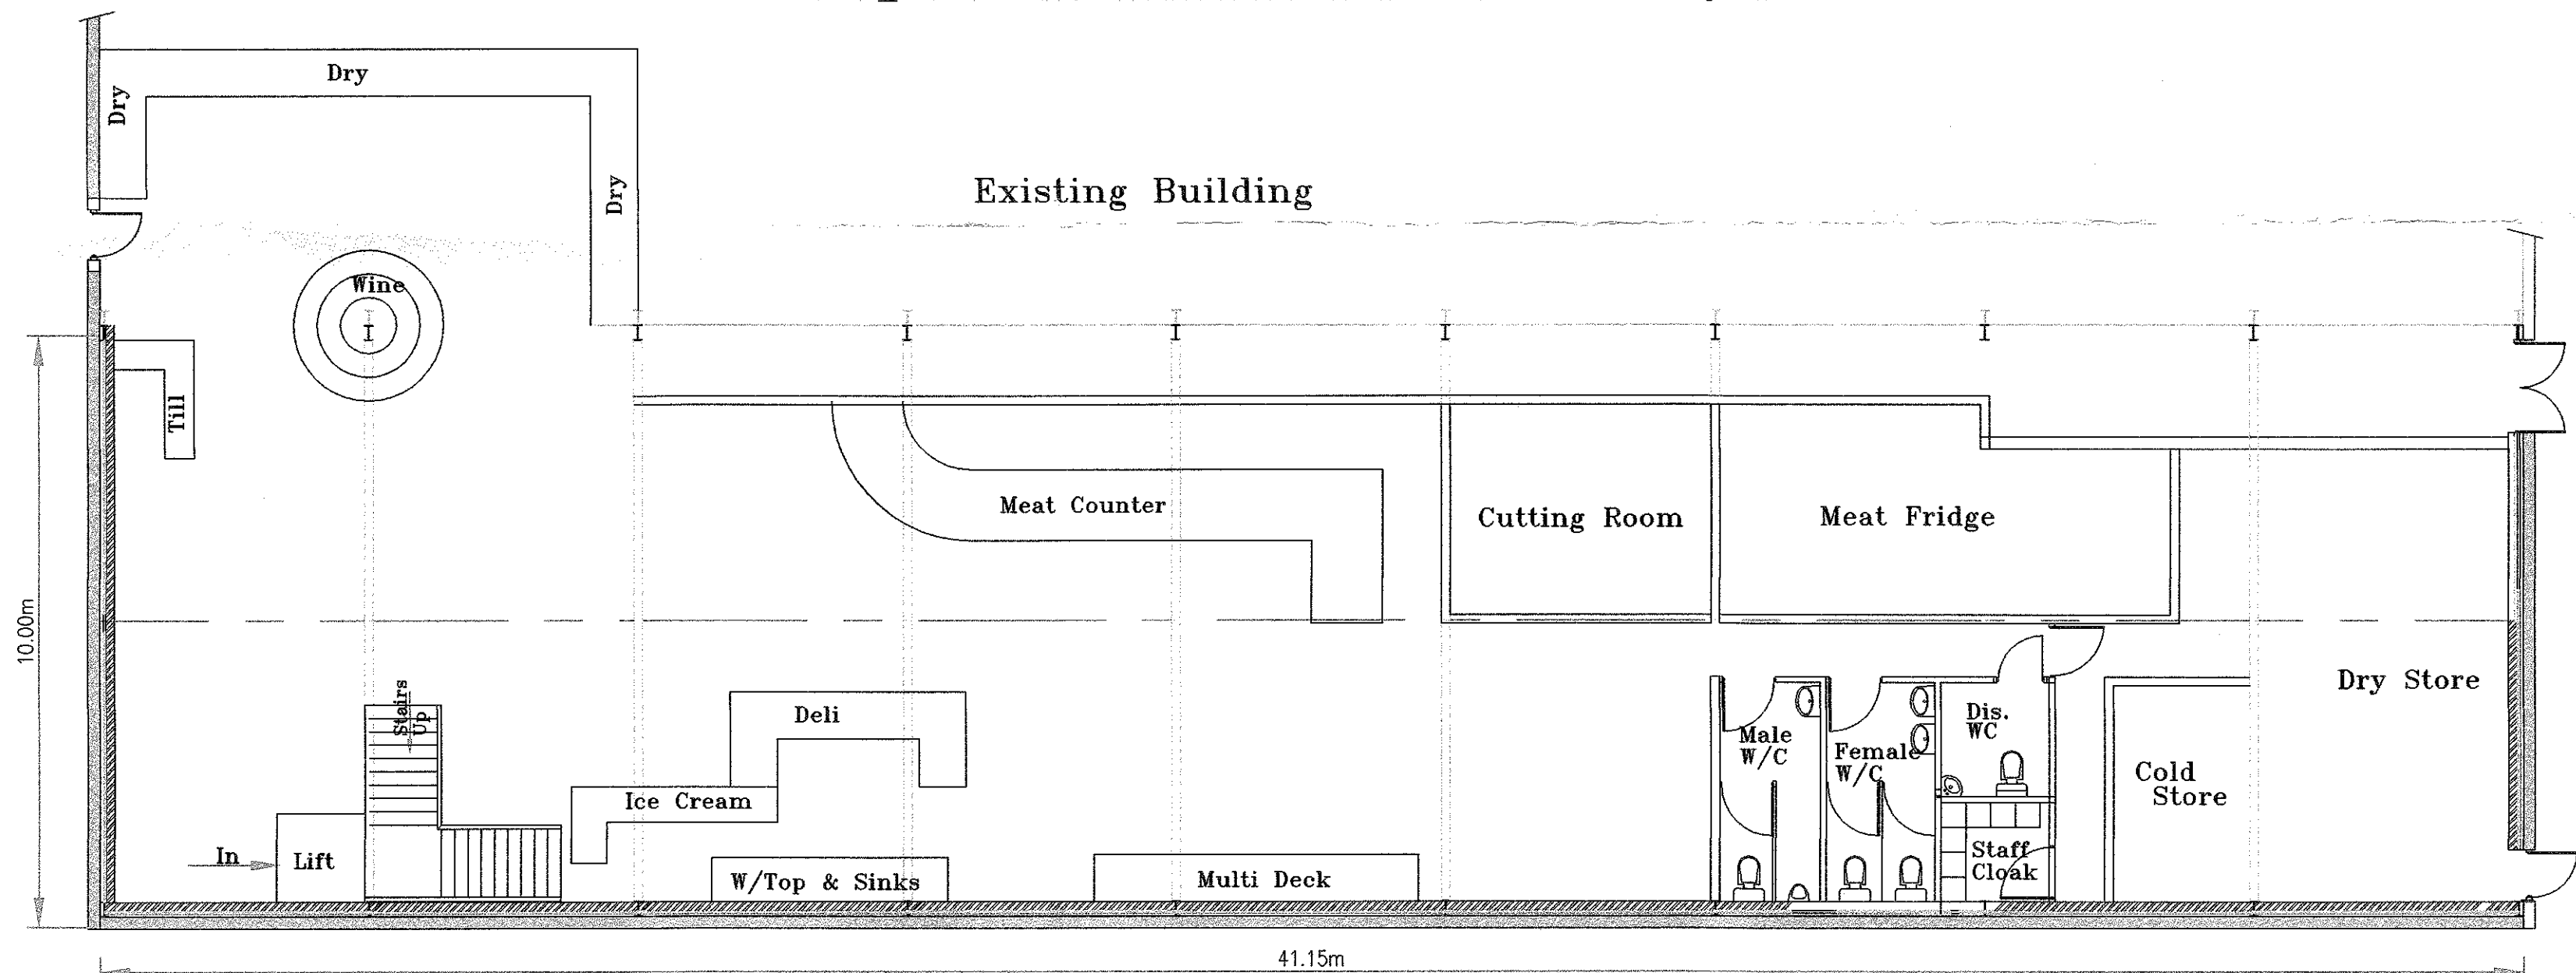 Dry
Dry
Dry
Existing Building
Wine
Till
Meat Counter
Cutting Room
Meat Fridge
10.00m
Stairs
Up
Deli
Dry Store
Male
W/C
Female
W/C
Dis.
WC
Cold
Store
Ice Cream
In
Lift
W/Top & Sinks
Multi Deck
Staff
Cloak
41.15m